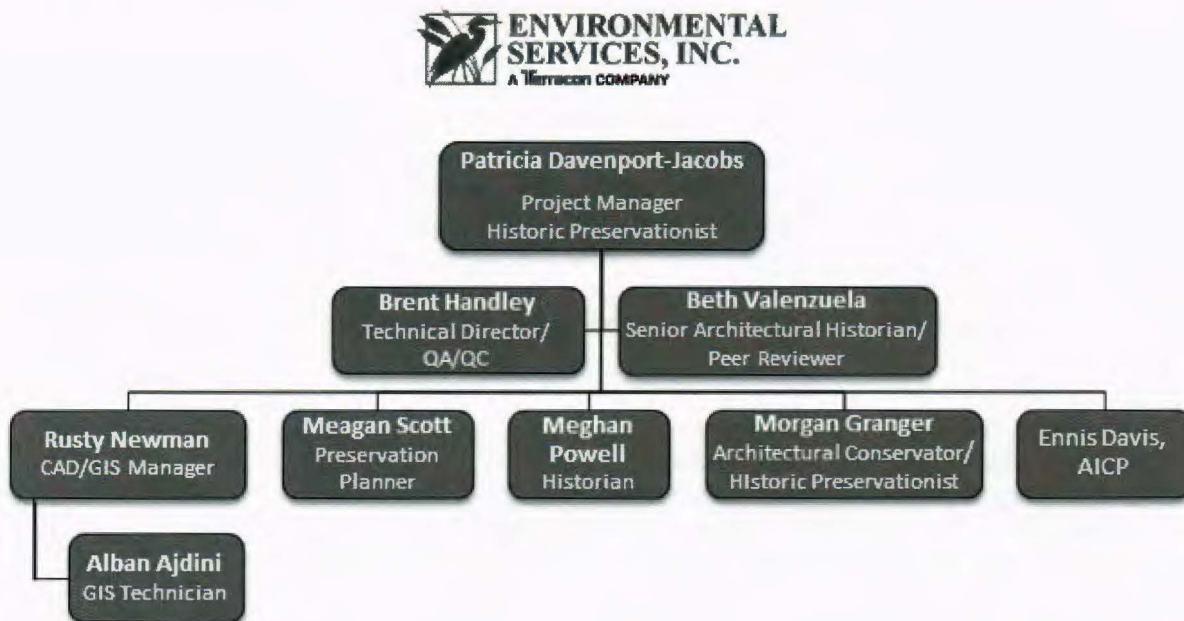 ENVIRONMENTAL
SERVICES, INC.
A Terracon COMPANY
Patricia Davenport-Jacobs
Project Manager
Historic Preservationist
Brent Handley
Technical Director/
QA/QC
Beth Valenzuela
Senior Architectural Historian/
Peer Reviewer
Rusty Newman
CAD/GIS Manager
Meagan Scott
Preservation
Planner
Meghan
Powell
Historian
Morgan Granger
Architectural Conservator/
Historic Preservationist
Ennis Davis,
AICP
Alban Ajdini
GIS Technician